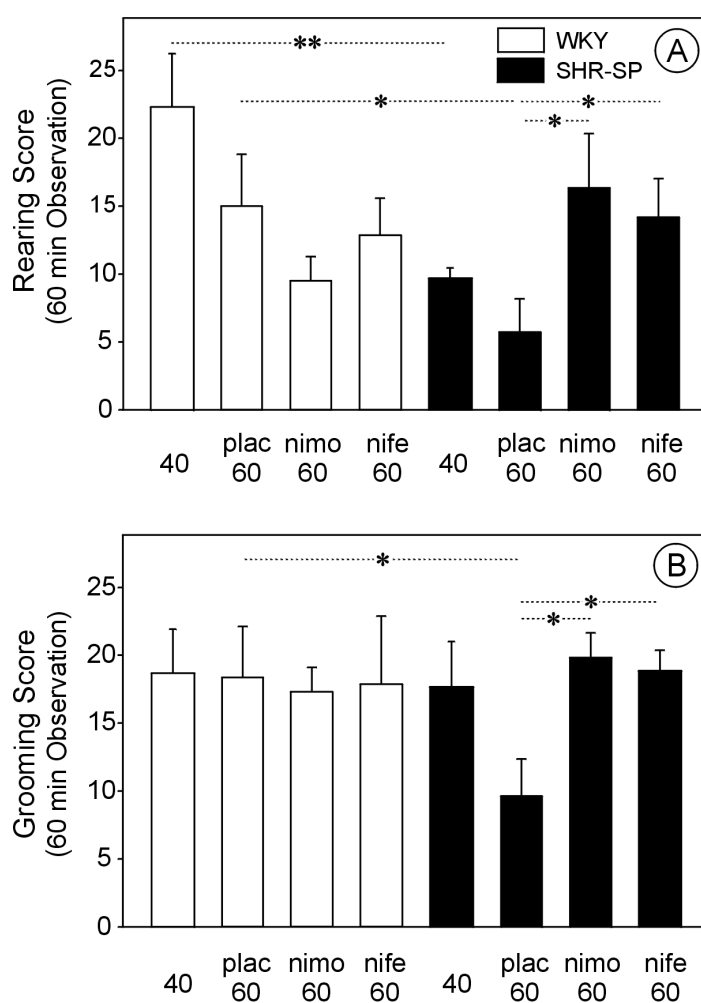 Rearing Score
(60 min Observation)
25
20
15
10
5
0
**
*
*
*
WKY
SHR-SP
A
40
plac
60
nimo
60
nife
60
40
plac
60
nimo
60
nife
60
Grooming Score
(60 min Observation)
25
20
15
10
5
0
*
*
*
B
40
plac
60
nimo
60
nife
60
40
plac
60
nimo
60
nife
60